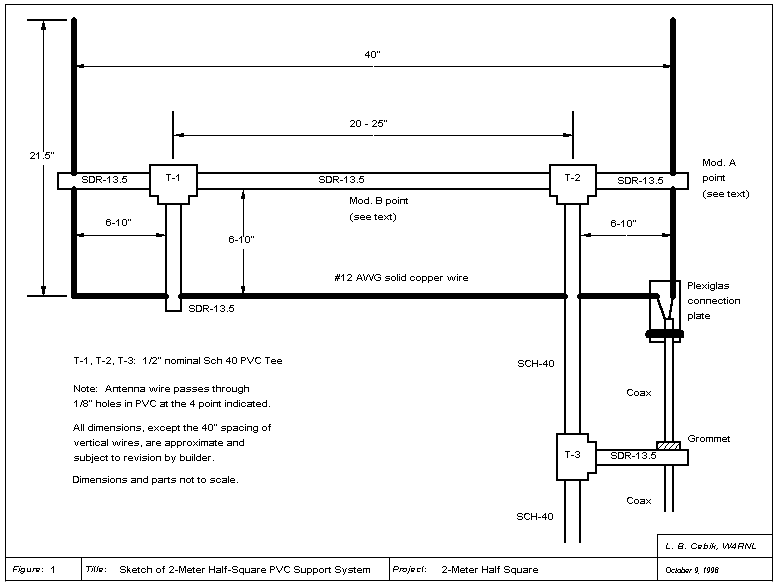 40"
20 - 25"
21.5"
SDR-13.5
T-1
SDR-13.5
T-2
SDR-13.5
Mod. A
point
(see text)
Mod. B point
(see text)
6-10"
6-10"
6-10"
#12 AWG solid copper wire
SDR-13.5
Plexiglas
connection
plate
T-1, T-2, T-3: 1/2" nominal Sch 40 PVC Tee
SCH-40
Note: Antenna wire passes through
1/8" holes in PVC at the 4 point indicated.
Coax
All dimensions, except the 40" spacing of
vertical wires, are approximate and
subject to revision by builder.
Grommet
T-3
SDR-13.5
Dimensions and parts not to scale.
Coax
SCH-40
L. B. Cebik, W4RNL
Figure: 1
Title: Sketch of 2-Meter Half-Square PVC Support System
Project: 2-Meter Half Square
October 9, 1998